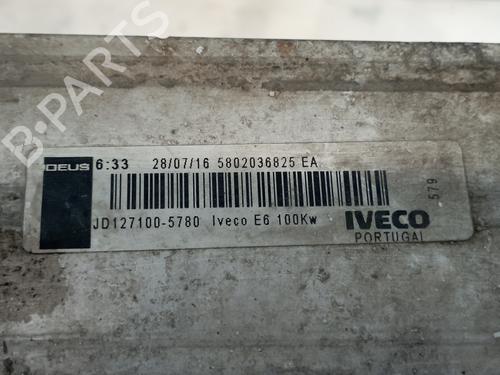 B-PARTS
DEUS 6:33 28/07/16 5802036825 EA
579
JD127100-5780 Iveco E6 100Kw IVECO
PORTUGAL